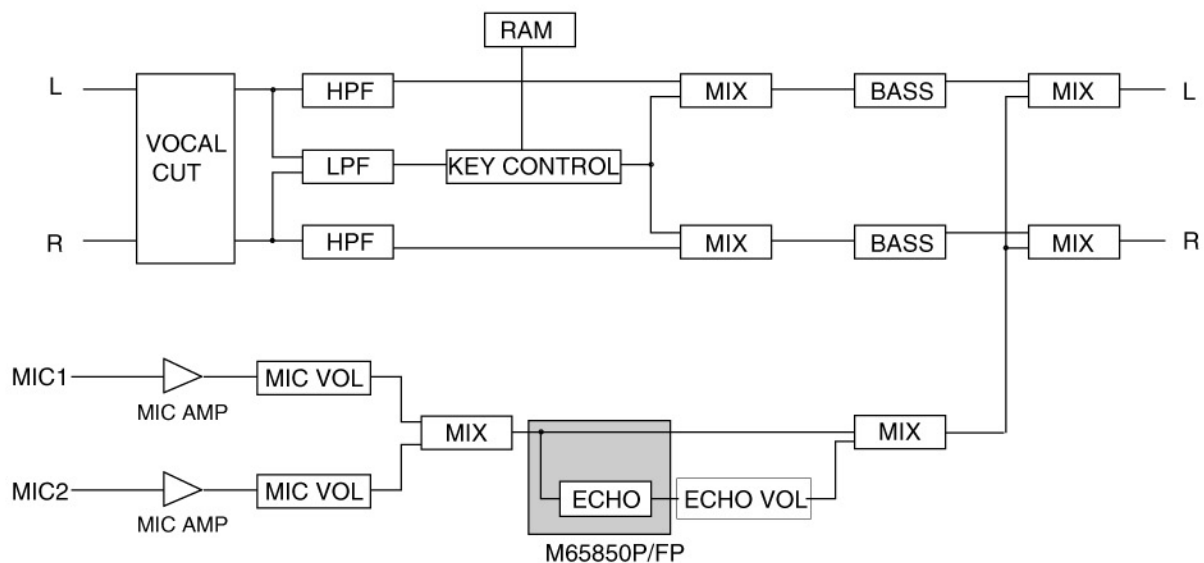 RAM
L
HPF
MIX
BASS
MIX
L
VOCAL
CUT
LPF
KEY CONTROL
R
HPF
MIX
BASS
MIX
R
MIC1
MIC AMP
MIC VOL
MIX
MIX
MIC2
MIC AMP
MIC VOL
ECHO
ECHO VOL
M65850P/FP